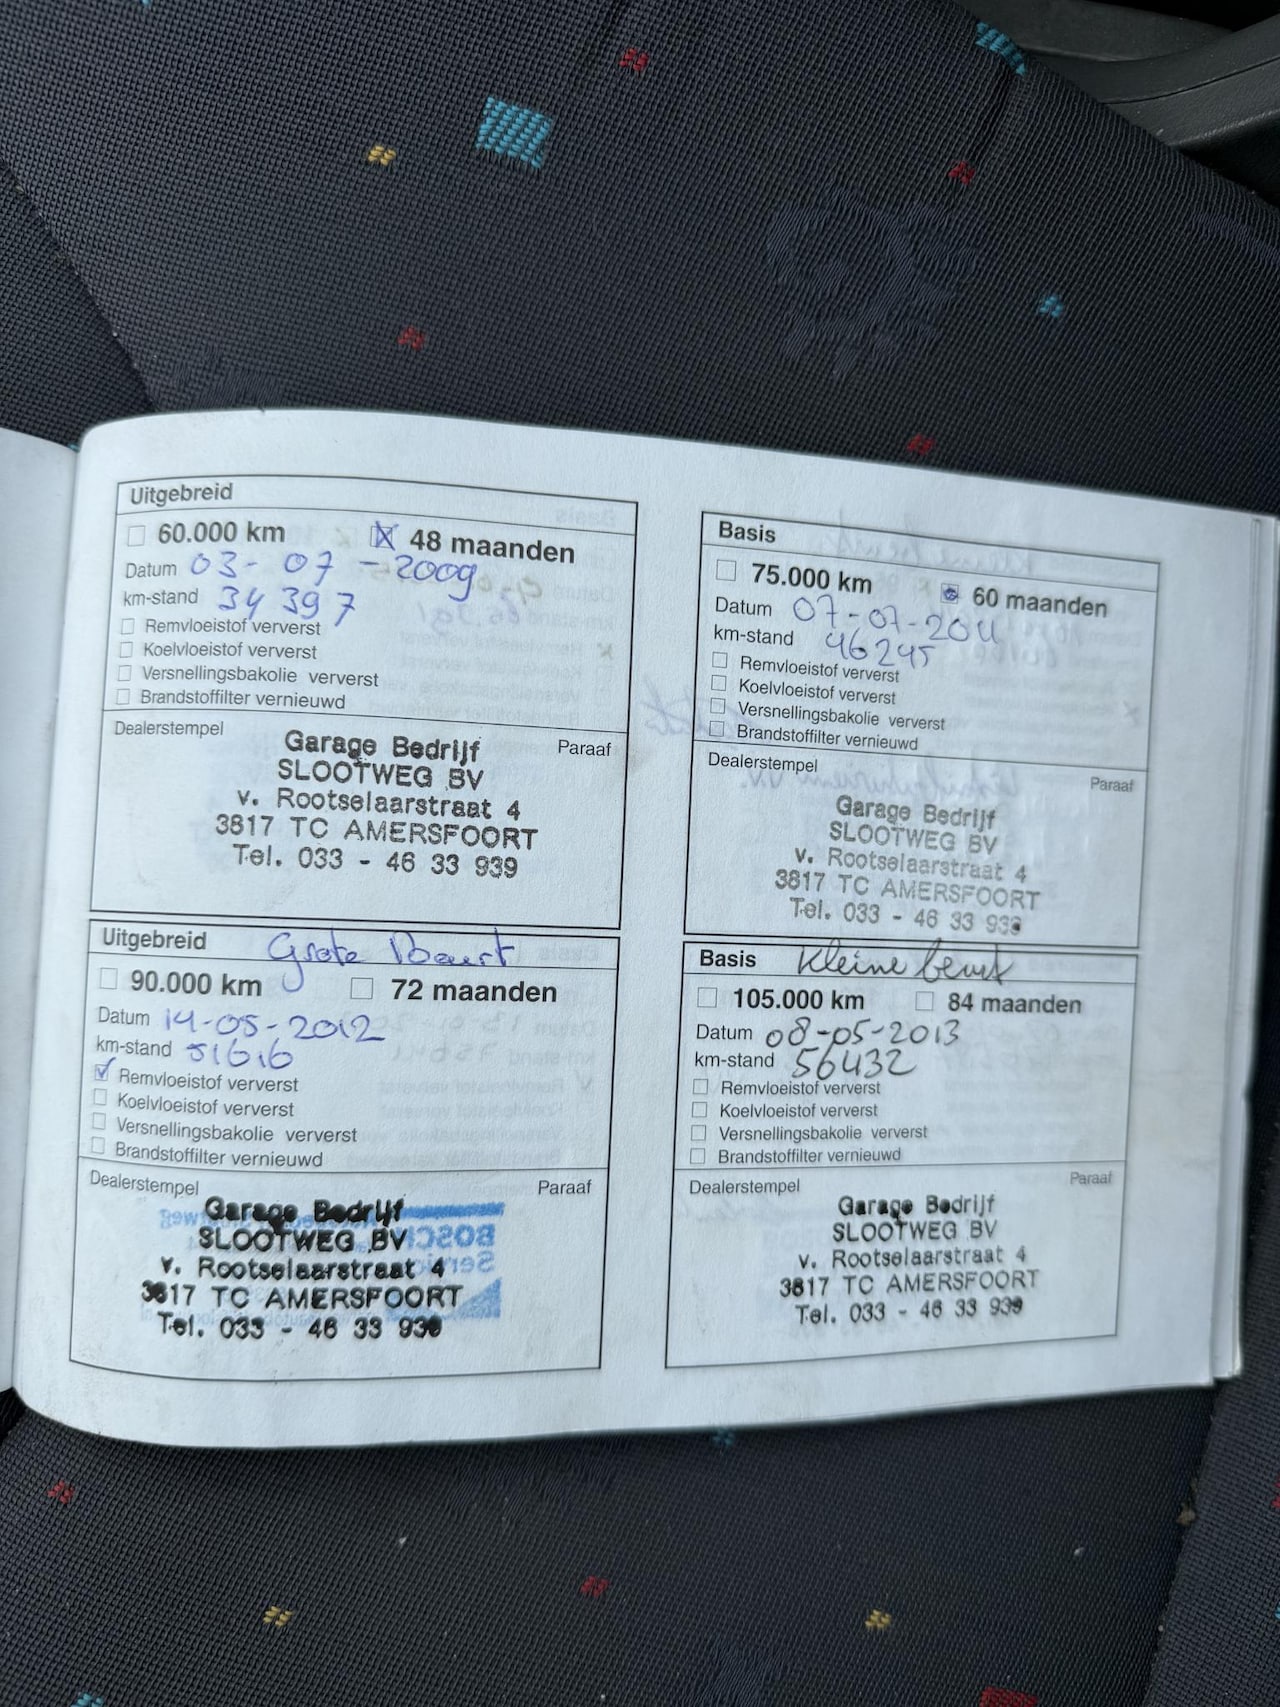 Uitgebreid
60.000 km 48 maanden
Datum 03-07-2009
km-stand 34397
Remvloeistof ververst
Koelvloeistof ververst
Versnellingsbakolie ververst
Brandstoffilter vernieuwd
Dealerstempel Paraaf
Garage Bedrijf
SLOOTWEG BV
v. Rootselaarstraat 4
3817 TC AMERSFOORT
Tel. 033 - 46 33 939
Basis
75.000 km 60 maanden
Datum 07-07-2011
km-stand 46245
Remvloeistof ververst
Koelvloeistof ververst
Versnellingsbakolie ververst
Brandstoffilter vernieuwd
Dealerstempel Paraaf
Garage Bedrijf
SLOOTWEG BV
v. Rootselaarstraat 4
3817 TC AMERSFOORT
Tel. 033 - 46 33 939
Uitgebreid Grote Beurt
90.000 km 72 maanden
Datum 14-05-2012
km-stand 51616
Remvloeistof ververst
Koelvloeistof ververst
Versnellingsbakolie ververst
Brandstoffilter vernieuwd
Dealerstempel Paraaf
Garage Bedrijf
SLOOTWEG BV
v. Rootselaarstraat 4
3817 TC AMERSFOORT
Tel. 033 - 46 33 939
Basis Kleine beurt
105.000 km 84 maanden
Datum 08-05-2013
km-stand 56432
Remvloeistof ververst
Koelvloeistof ververst
Versnellingsbakolie ververst
Brandstoffilter vernieuwd
Dealerstempel Paraaf
Garage Bedrijf
SLOOTWEG BV
v. Rootselaarstraat 4
3817 TC AMERSFOORT
Tel. 033 - 46 33 939